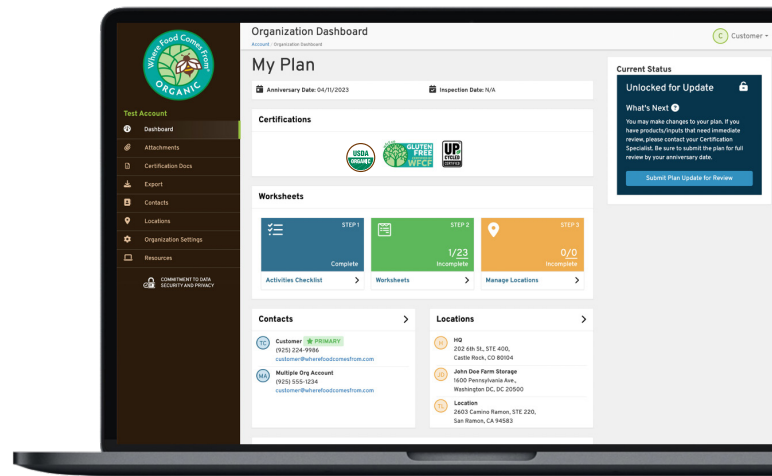 Where Food Comes From®
ORGANIC
Test Account
Dashboard
Attachments
Certification Docs
Export
Contacts
Locations
Organization Settings
Resources
COMMITMENT TO DATA
SECURITY AND PRIVACY
Organization Dashboard
Account / Organization Dashboard
C Customer
My Plan
Anniversary Date: 04/11/2023
Inspection Date: N/A
Certifications
USDA
ORGANIC
GLUTEN
FREE
WFCF
UP
CYCLED
CERTIFIED
Worksheets
STEP 1
Complete
Activities Checklist
STEP 2
1/23
Incomplete
Worksheets
STEP 3
0/0
Incomplete
Manage Locations
Contacts
TC
Customer PRIMARY
(925) 224-9986
customer@wherefoodcomesfrom.com
MA
Multiple Org Account
(925) 555-1234
customer@wherefoodcomesfrom.com
Locations
H
HQ
202 6th St., STE 400,
Castle Rock, CO 80104
JD
John Doe Farm Storage
1600 Pennsylvania Ave.,
Washington DC, DC 20500
TL
Location
2603 Camino Ramon, STE 220,
San Ramon, CA 94583
Current Status
Unlocked for Update
What's Next ?
You may make changes to your plan. If you
have products/inputs that need immediate
review, please contact your Certification
Specialist. Be sure to submit the plan for full
review by your anniversary date.
Submit Plan Update for Review